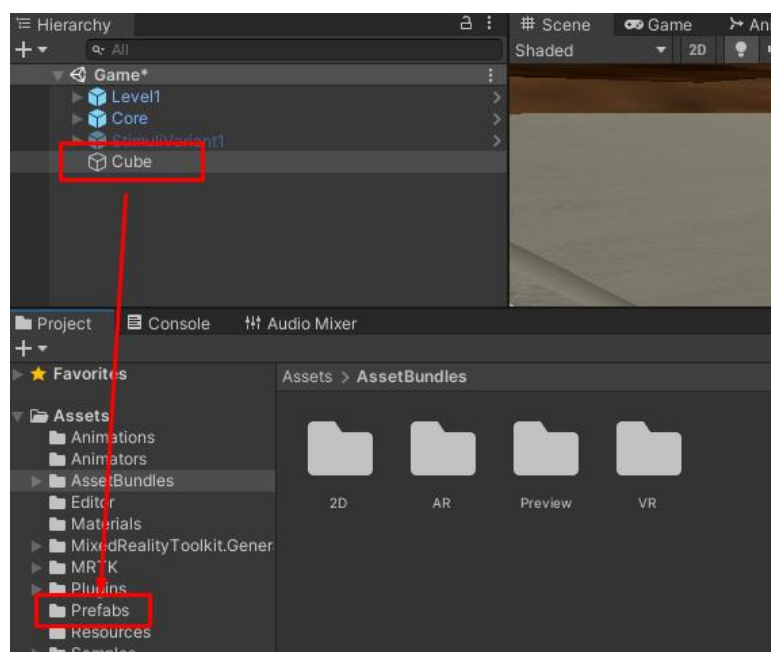 Hierarchy
All
Game*
Level1
Core
StimuliVariant1
Cube
# Scene Game An
Shaded 2D
Project Console Audio Mixer
Favorites
Assets
Animations
Animators
AssetBundles
Editor
Materials
MixedRealityToolkit.Gener
MRTK
Plugins
Prefabs
Resources
Samples
Assets > AssetBundles
2D AR Preview VR